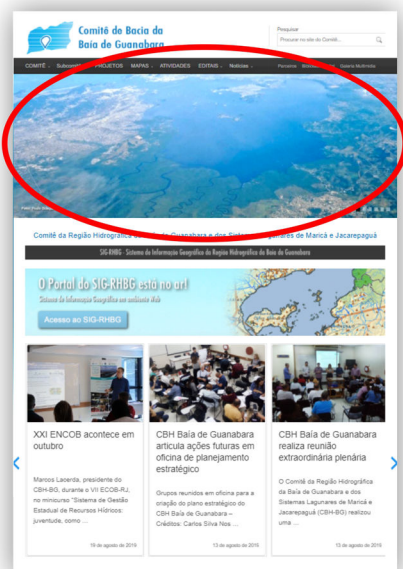 Comitê de Bacia da
Baía de Guanabara
Pesquisar
Procurar no site do Comitê...
COMITÊ PROJETOS MAPAS ATIVIDADES EDITAIS Notícias Parceiros Galeria Multimídia
Comitê da Região Hidrográfica de Guanabara e dos Sistemas Lagunares de Maricá e Jacarepaguá
SIG-RHBG - Sistema de Informação Geográfica da Região Hidrográfica da Baía de Guanabara
O Portal do SIG-RHBG está no ar!
Sistema de Informação Geográfica em ambiente Web
Acesso ao SIG-RHBG
XXI ENCOB acontece em
outubro
Marcos Lacerda, presidente do
CBH-BG, durante o VII ECOB-RJ,
no minicurso "Sistema de Gestão
Estadual de Recursos Hídricos:
juventude, como ...
19 de agosto de 2019
CBH Baía de Guanabara
articula ações futuras em
oficina de planejamento
estratégico
Grupos reunidos em oficina para a
criação do plano estratégico do
CBH Baía de Guanabara –
Créditos: Carlos Silva Nos ...
13 de agosto de 2019
CBH Baía de Guanabara
realiza reunião
extraordinária plenária
O Comitê da Região Hidrográfica
da Baía de Guanabara e dos
Sistemas Lagunares de Maricá e
Jacarepaguá (CBH-BG) realizou
uma ...
13 de agosto de 2019